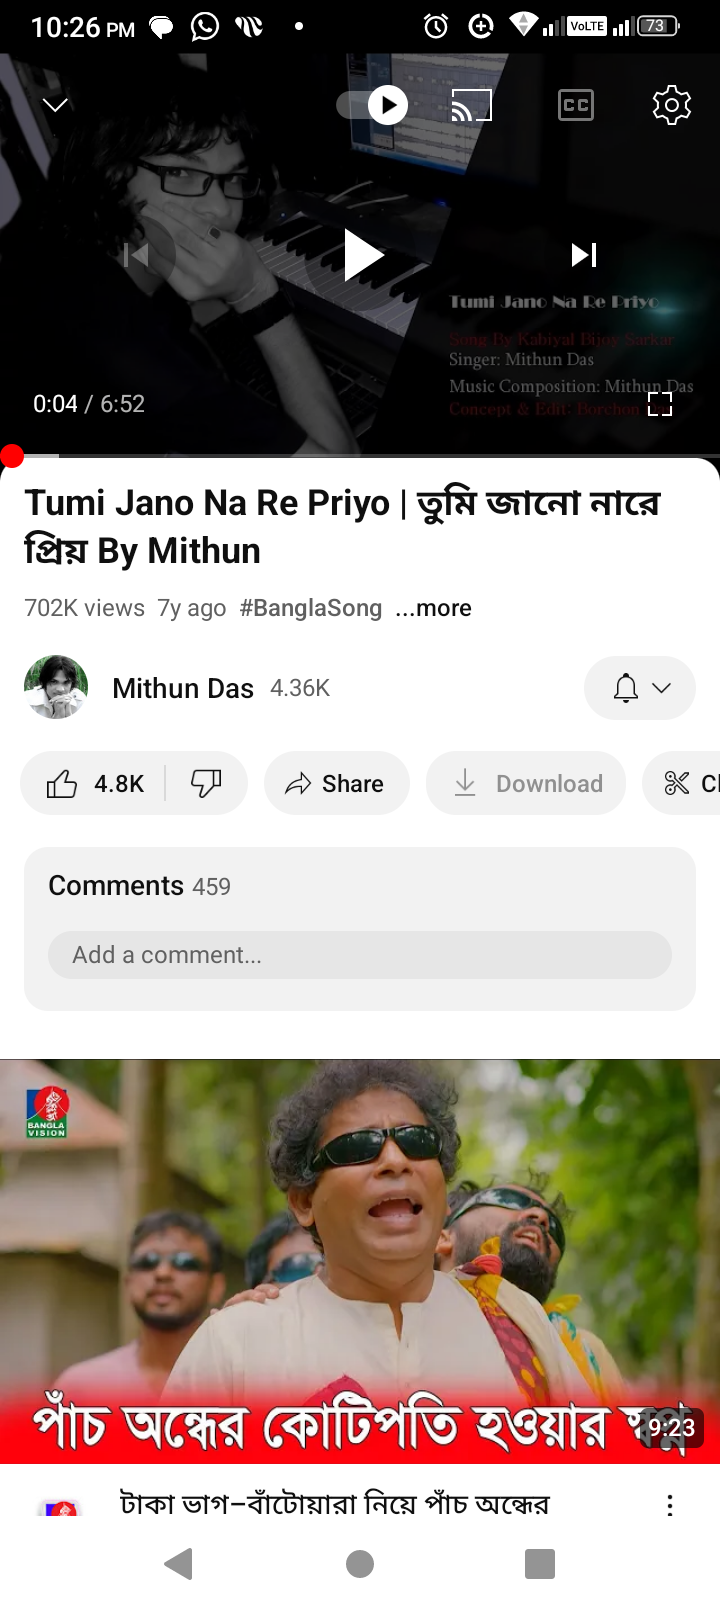 10:26 PM
VoLTE
73
CC
Tumi Jano Na Re Priyo
Song By Kabiyal Bijoy Sarkar
Singer: Mithun Das
Music Composition: Mithun Das
Concept & Edit: Borchon
0:04 / 6:52
Tumi Jano Na Re Priyo | তুমি জানো নারে
প্রিয় By Mithun
702K views 7y ago #BanglaSong ...more
Mithun Das 4.36K
4.8K
Share
Download
Comments 459
Add a comment...
BANGLA
VISION
পাঁচ অন্ধের কোটিপতি হওয়ার
9:23
টাকা ভাগ-বাঁটোয়ারা নিয়ে পাঁচ অন্ধের